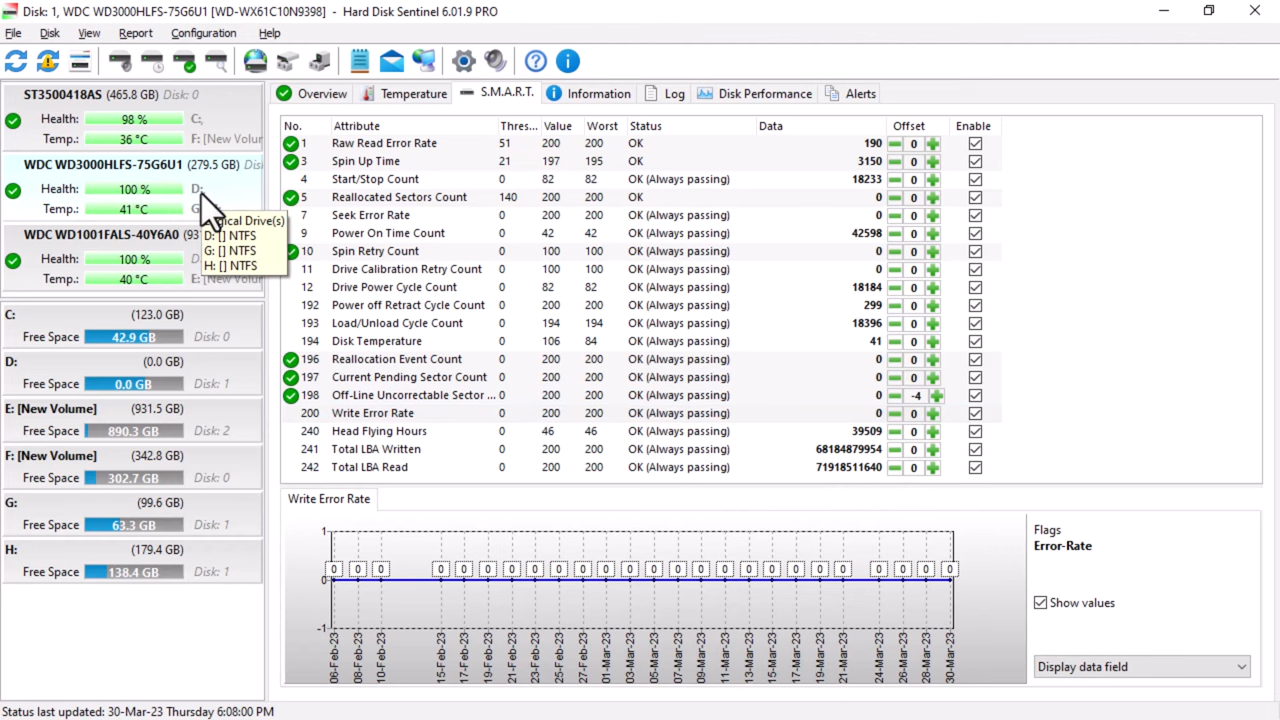 Disk: 1, WDC WD3000HLFS-75G6U1 [WD-WX61C10N9398] - Hard Disk Sentinel 6.01.9 PRO
File Disk View Report Configuration Help
ST3500418AS (465.8 GB) Disk: 0
Health: 98 % C:,
Temp.: 36 °C F: [New Volur
WDC WD3000HLFS-75G6U1 (279.5 GB) Dis
Health: 100 % D:,
Temp.: 41 °C G
ical Drive(s)
D: [] NTFS
G: [] NTFS
H: [] NTFS
WDC WD1001FALS-40Y6A0 (93
Health: 100 % D
Temp.: 40 °C E: [New Volur
C: (123.0 GB)
Free Space 42.9 GB Disk: 0
D: (0.0 GB)
Free Space 0.0 GB Disk: 1
E: [New Volume] (931.5 GB)
Free Space 890.3 GB Disk: 2
F: [New Volume] (342.8 GB)
Free Space 302.7 GB Disk: 0
G: (99.6 GB)
Free Space 63.3 GB Disk: 1
H: (179.4 GB)
Free Space 138.4 GB Disk: 1
Overview Temperature S.M.A.R.T. Information Log Disk Performance Alerts
No. Attribute Thres... Value Worst Status Data Offset Enable
1 Raw Read Error Rate 51 200 200 OK 190 0
3 Spin Up Time 21 197 195 OK 3150 0
4 Start/Stop Count 0 82 82 OK (Always passing) 18233 0
5 Reallocated Sectors Count 140 200 200 OK 0 0
7 Seek Error Rate 0 200 200 OK (Always passing) 0 0
9 Power On Time Count 0 42 42 OK (Always passing) 42598 0
10 Spin Retry Count 0 100 100 OK (Always passing) 0 0
11 Drive Calibration Retry Count 0 100 100 OK (Always passing) 0 0
12 Drive Power Cycle Count 0 82 82 OK (Always passing) 18184 0
192 Power off Retract Cycle Count 0 200 200 OK (Always passing) 299 0
193 Load/Unload Cycle Count 0 194 194 OK (Always passing) 18396 0
194 Disk Temperature 0 106 84 OK (Always passing) 41 0
196 Reallocation Event Count 0 200 200 OK (Always passing) 0 0
197 Current Pending Sector Count 0 200 200 OK (Always passing) 0 0
198 Off-Line Uncorrectable Sector ... 0 200 200 OK (Always passing) 0 -4
200 Write Error Rate 0 200 200 OK (Always passing) 0 0
240 Head Flying Hours 0 46 46 OK (Always passing) 39509 0
241 Total LBA Written 0 200 200 OK (Always passing) 68184879954 0
242 Total LBA Read 0 200 200 OK (Always passing) 71918511640 0
Write Error Rate
1
0
-1
0 0 0 0 0 0 0 0 0 0 0 0 0 0 0 0 0 0 0 0 0 0 0 0 0
06-Feb-23 08-Feb-23 10-Feb-23 15-Feb-23 17-Feb-23 19-Feb-23 21-Feb-23 23-Feb-23 25-Feb-23 27-Feb-23 01-Mar-23 03-Mar-23 05-Mar-23 07-Mar-23 09-Mar-23 11-Mar-23 13-Mar-23 15-Mar-23 17-Mar-23 19-Mar-23 21-Mar-23 24-Mar-23 26-Mar-23 28-Mar-23 30-Mar-23
Flags
Error-Rate
Show values
Display data field
Status last updated: 30-Mar-23 Thursday 6:08:00 PM